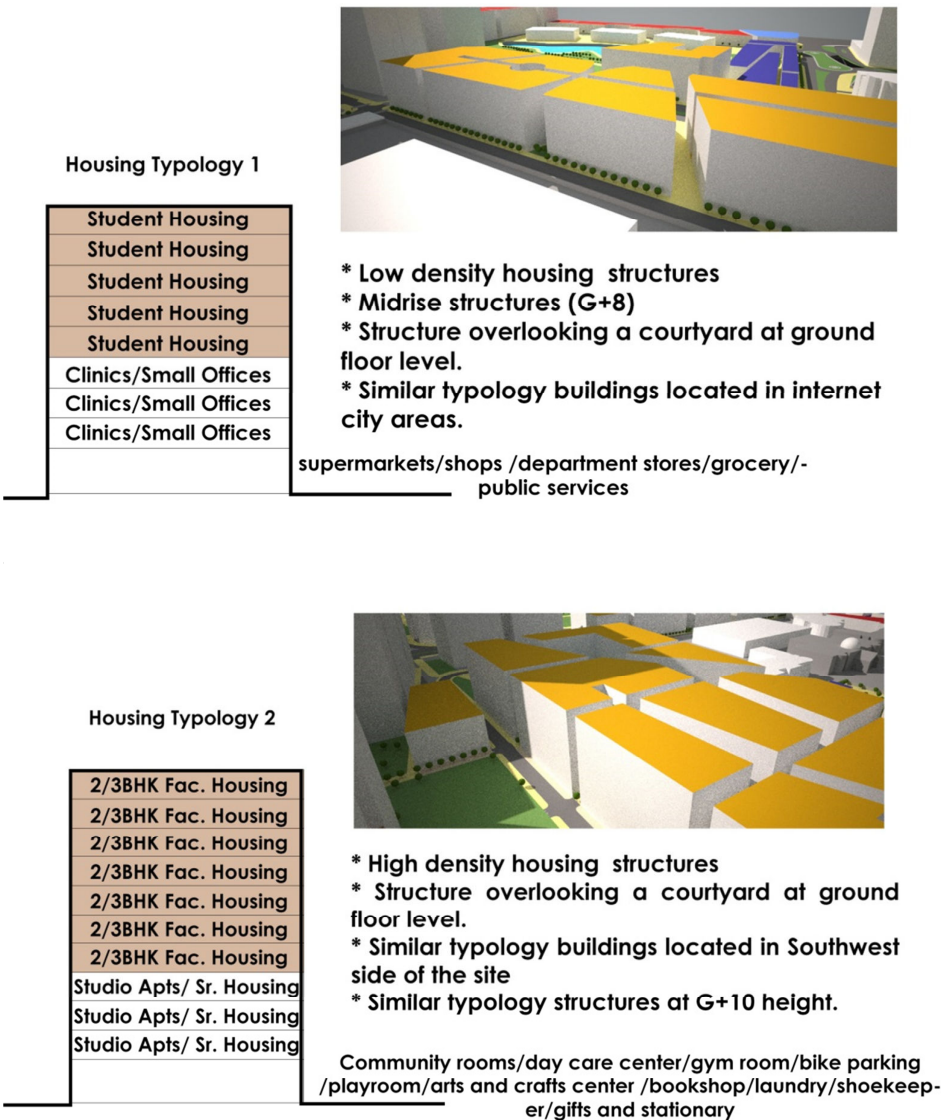 Housing Typology 1
Student Housing
Student Housing
Student Housing
Student Housing
Student Housing
Clinics/Small Offices
Clinics/Small Offices
Clinics/Small Offices
* Low density housing structures
* Midrise structures (G+8)
* Structure overlooking a courtyard at ground
floor level.
* Similar typology buildings located in internet
city areas.
supermarkets/shops /department stores/grocery/-
public services
Housing Typology 2
2/3BHK Fac. Housing
2/3BHK Fac. Housing
2/3BHK Fac. Housing
2/3BHK Fac. Housing
2/3BHK Fac. Housing
2/3BHK Fac. Housing
2/3BHK Fac. Housing
Studio Apts/ Sr. Housing
Studio Apts/ Sr. Housing
Studio Apts/ Sr. Housing
* High density housing structures
* Structure overlooking a courtyard at ground
floor level.
* Similar typology buildings located in Southwest
side of the site
* Similar typology structures at G+10 height.
Community rooms/day care center/gym room/bike parking
/playroom/arts and crafts center /bookshop/laundry/shoekeep-
er/gifts and stationary